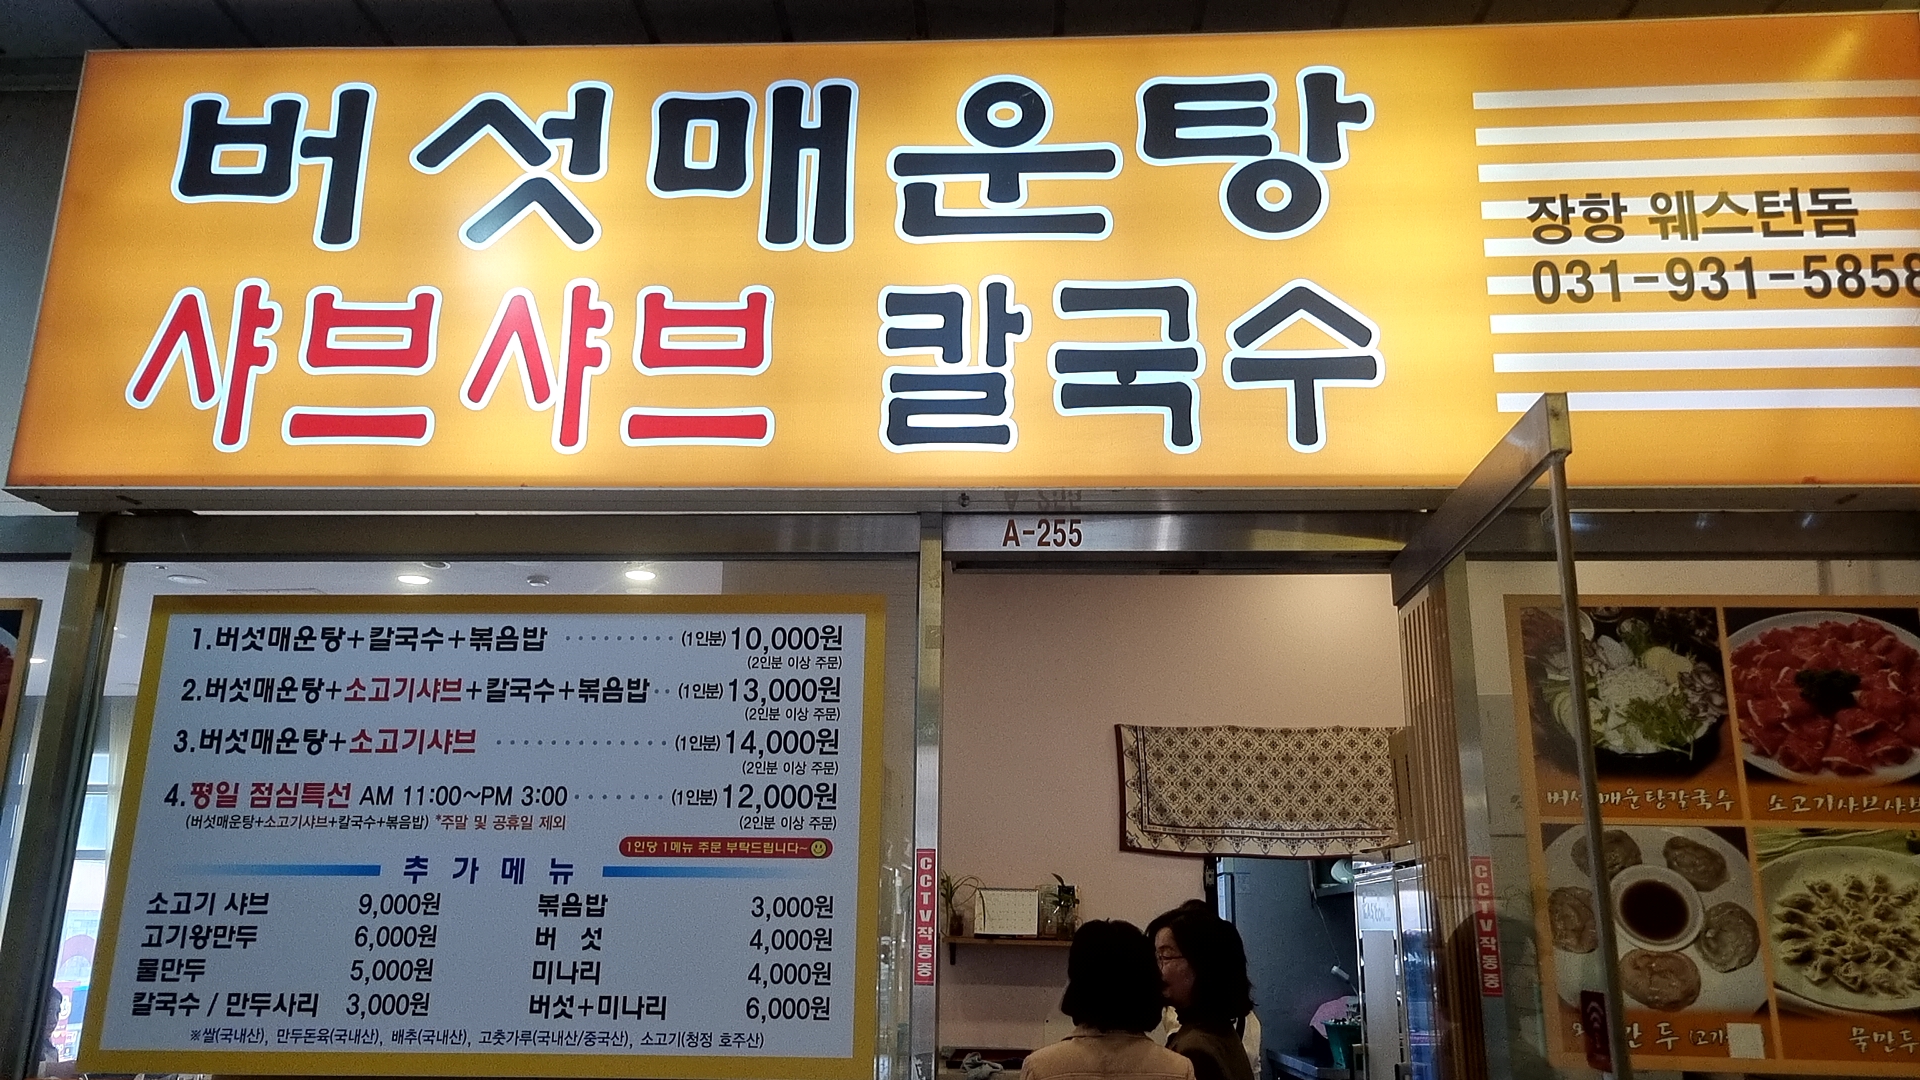 버섯매운탕
샤브샤브 칼국수
장항 웨스턴돔
031-931-5858
A-255
1.버섯매운탕+칼국수+볶음밥 (1인분)10,000원
(2인분 이상 주문)
2.버섯매운탕+소고기샤브+칼국수+볶음밥 (1인분)13,000원
(2인분 이상 주문)
3.버섯매운탕+소고기샤브 (1인분)14,000원
(2인분 이상 주문)
4.평일 점심특선 AM 11:00~PM 3:00 (1인분)12,000원
(버섯매운탕+소고기샤브+칼국수+볶음밥) *주말 및 공휴일 제외 (2인분 이상 주문)
1인당 1메뉴 주문 부탁드립니다~
추가메뉴
소고기 샤브 9,000원 볶음밥 3,000원
고기왕만두 6,000원 버 섯 4,000원
물만두 5,000원 미나리 4,000원
칼국수 / 만두사리 3,000원 버섯+미나리 6,000원
※쌀(국내산), 만두돈육(국내산), 배추(국내산), 고춧가루(국내산/중국산), 소고기(청정 호주산)
CCTV작동중
CCTV작동중
버섯매운탕칼국수
소고기샤브샤브
만두
물만두